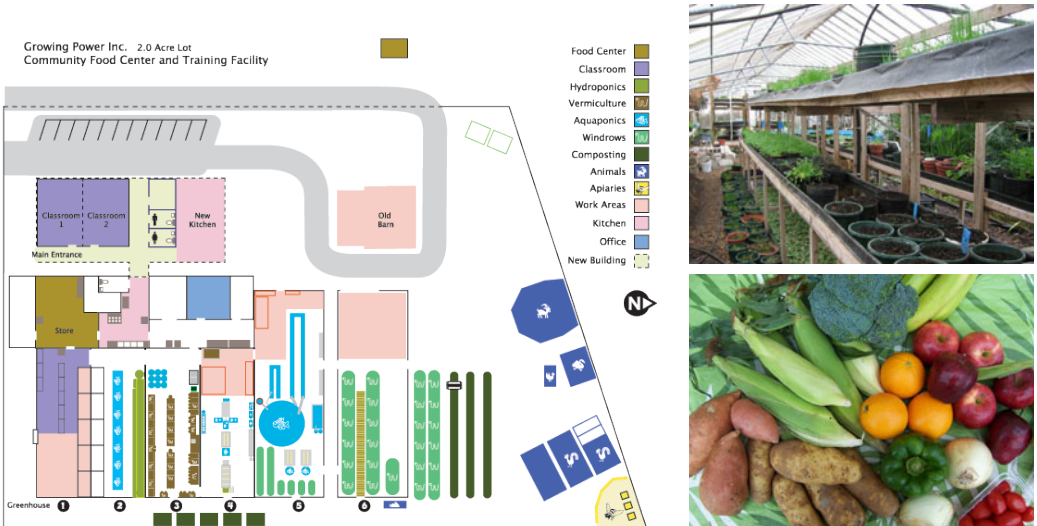 Growing Power Inc. 2.0 Acre Lot
Community Food Center and Training Facility
Food Center
Classroom
Hydroponics
Vermiculture
Aquaponics
Windrows
Composting
Animals
Apiaries
Work Areas
Kitchen
Office
New Building
N
Classroom
1
Classroom
2
New
Kitchen
Main Entrance
Old
Barn
Store
Greenhouse 1 2 3 4 5 6